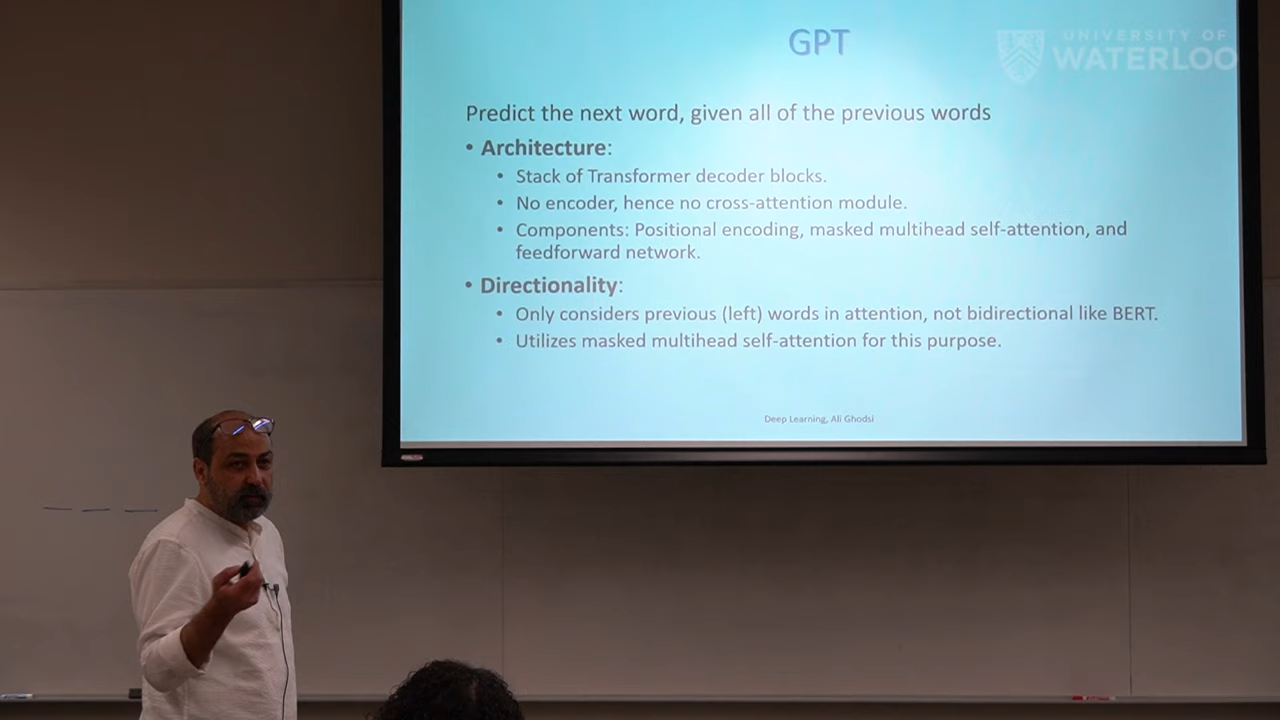 GPT
UNIVERSITY OF
WATERLOO
Predict the next word, given all of the previous words
• Architecture:
• Stack of Transformer decoder blocks.
• No encoder, hence no cross-attention module.
• Components: Positional encoding, masked multihead self-attention, and
feedforward network.
• Directionality:
• Only considers previous (left) words in attention, not bidirectional like BERT.
• Utilizes masked multihead self-attention for this purpose.
Deep Learning, Ali Ghodsi